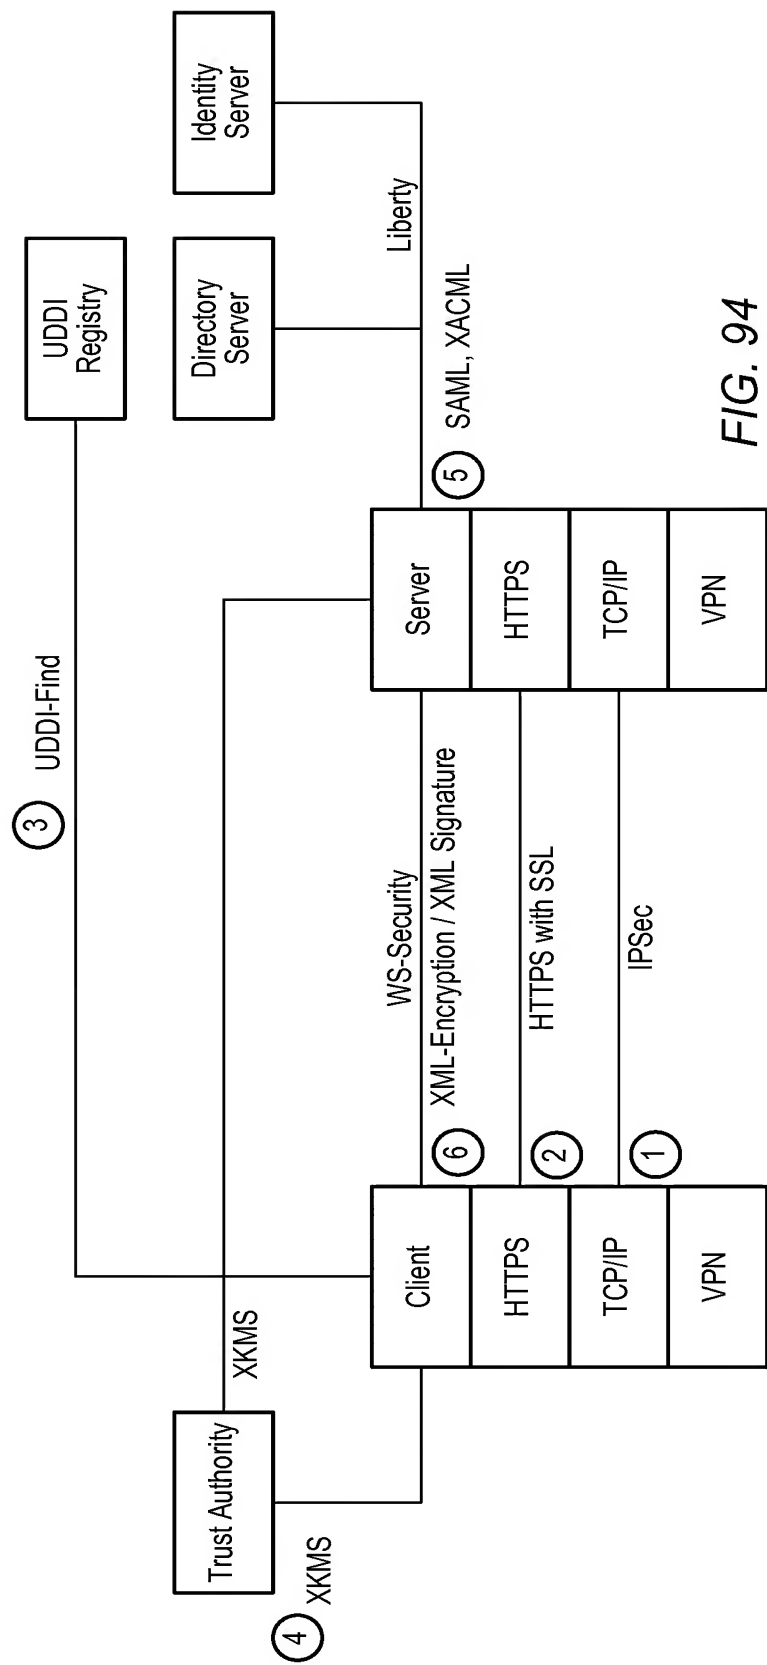 3
UDDI-Find
UDDI
Registry
Trust Authority
XKMS
Directory
Server
Identity
Server
4
XKMS
Client
6
WS-Security
XML-Encryption / XML Signature
Server
5
Liberty
SAML, XACML
HTTPS
2
HTTPS with SSL
HTTPS
TCP/IP
1
IPSec
TCP/IP
VPN
VPN
FIG. 94